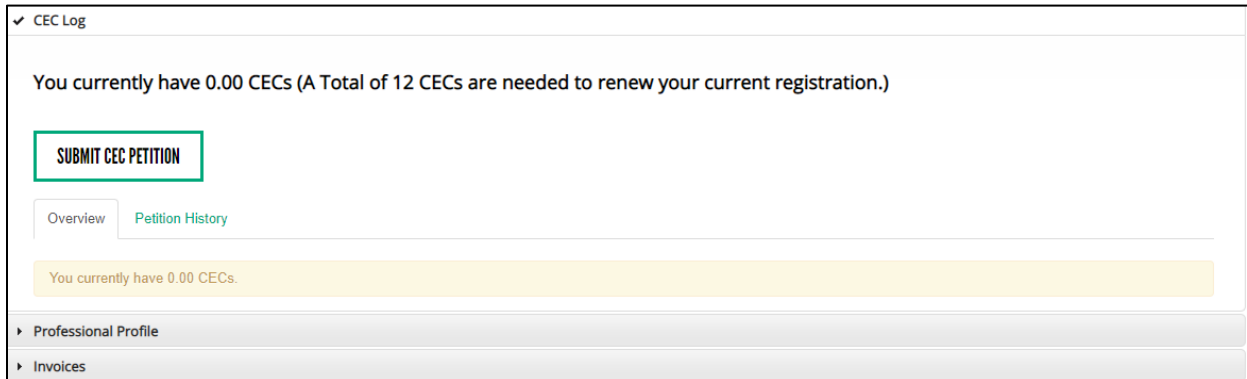 CEC Log
You currently have 0.00 CECs (A Total of 12 CECs are needed to renew your current registration.)
SUBMIT CEC PETITION
Overview Petition History
You currently have 0.00 CECs.
Professional Profile
Invoices